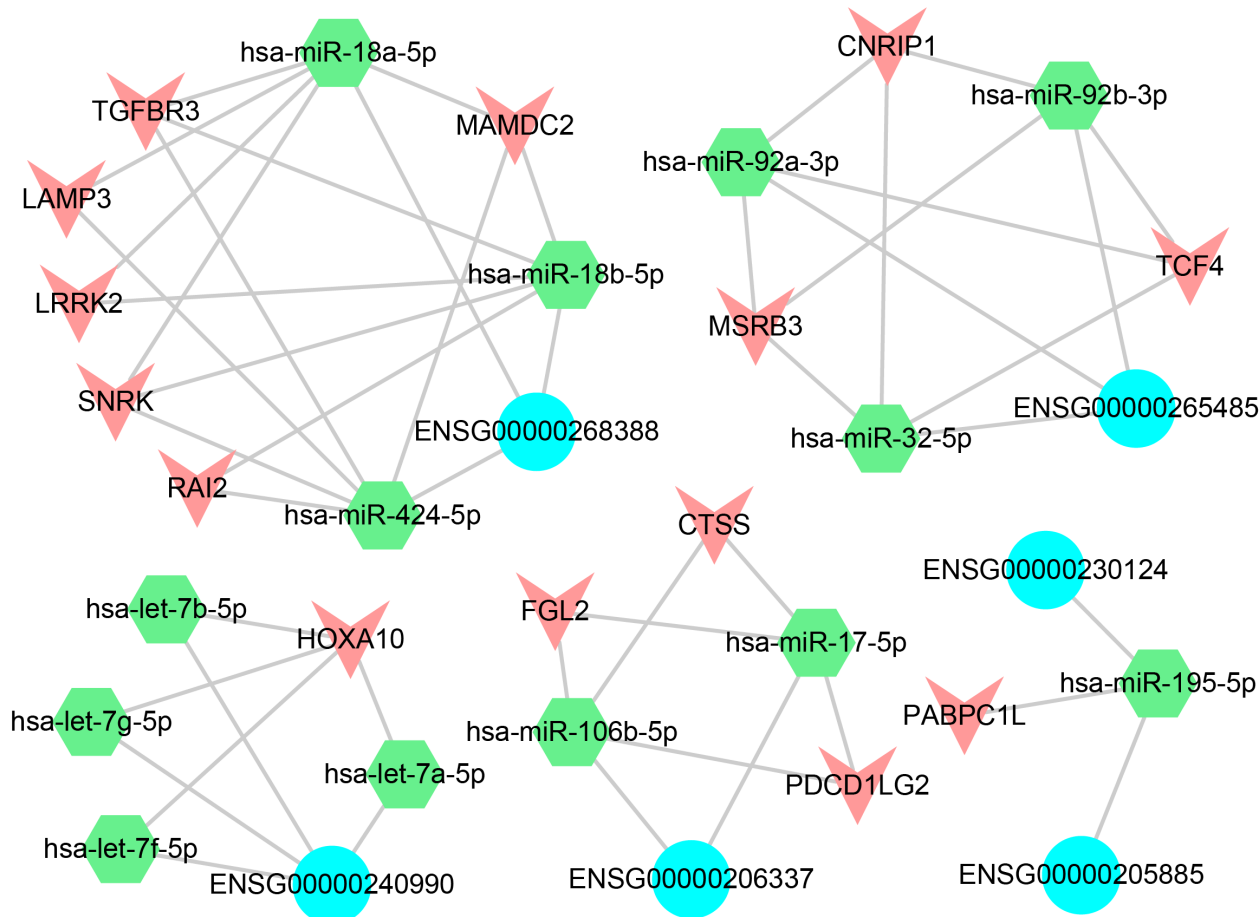 hsa-miR-18a-5p
TGFBR3
MAMDC2
LAMP3
hsa-miR-18b-5p
LRRK2
SNRK
ENSG00000268388
RAI2
hsa-miR-424-5p
CNRIP1
hsa-miR-92b-3p
hsa-miR-92a-3p
TCF4
MSRB3
ENSG00000265485
hsa-miR-32-5p
hsa-let-7b-5p
HOXA10
hsa-let-7g-5p
hsa-let-7a-5p
hsa-let-7f-5p
ENSG00000240990
CTSS
FGL2
hsa-miR-17-5p
hsa-miR-106b-5p
PDCD1LG2
ENSG00000206337
ENSG00000230124
hsa-miR-195-5p
PABPC1L
ENSG00000205885